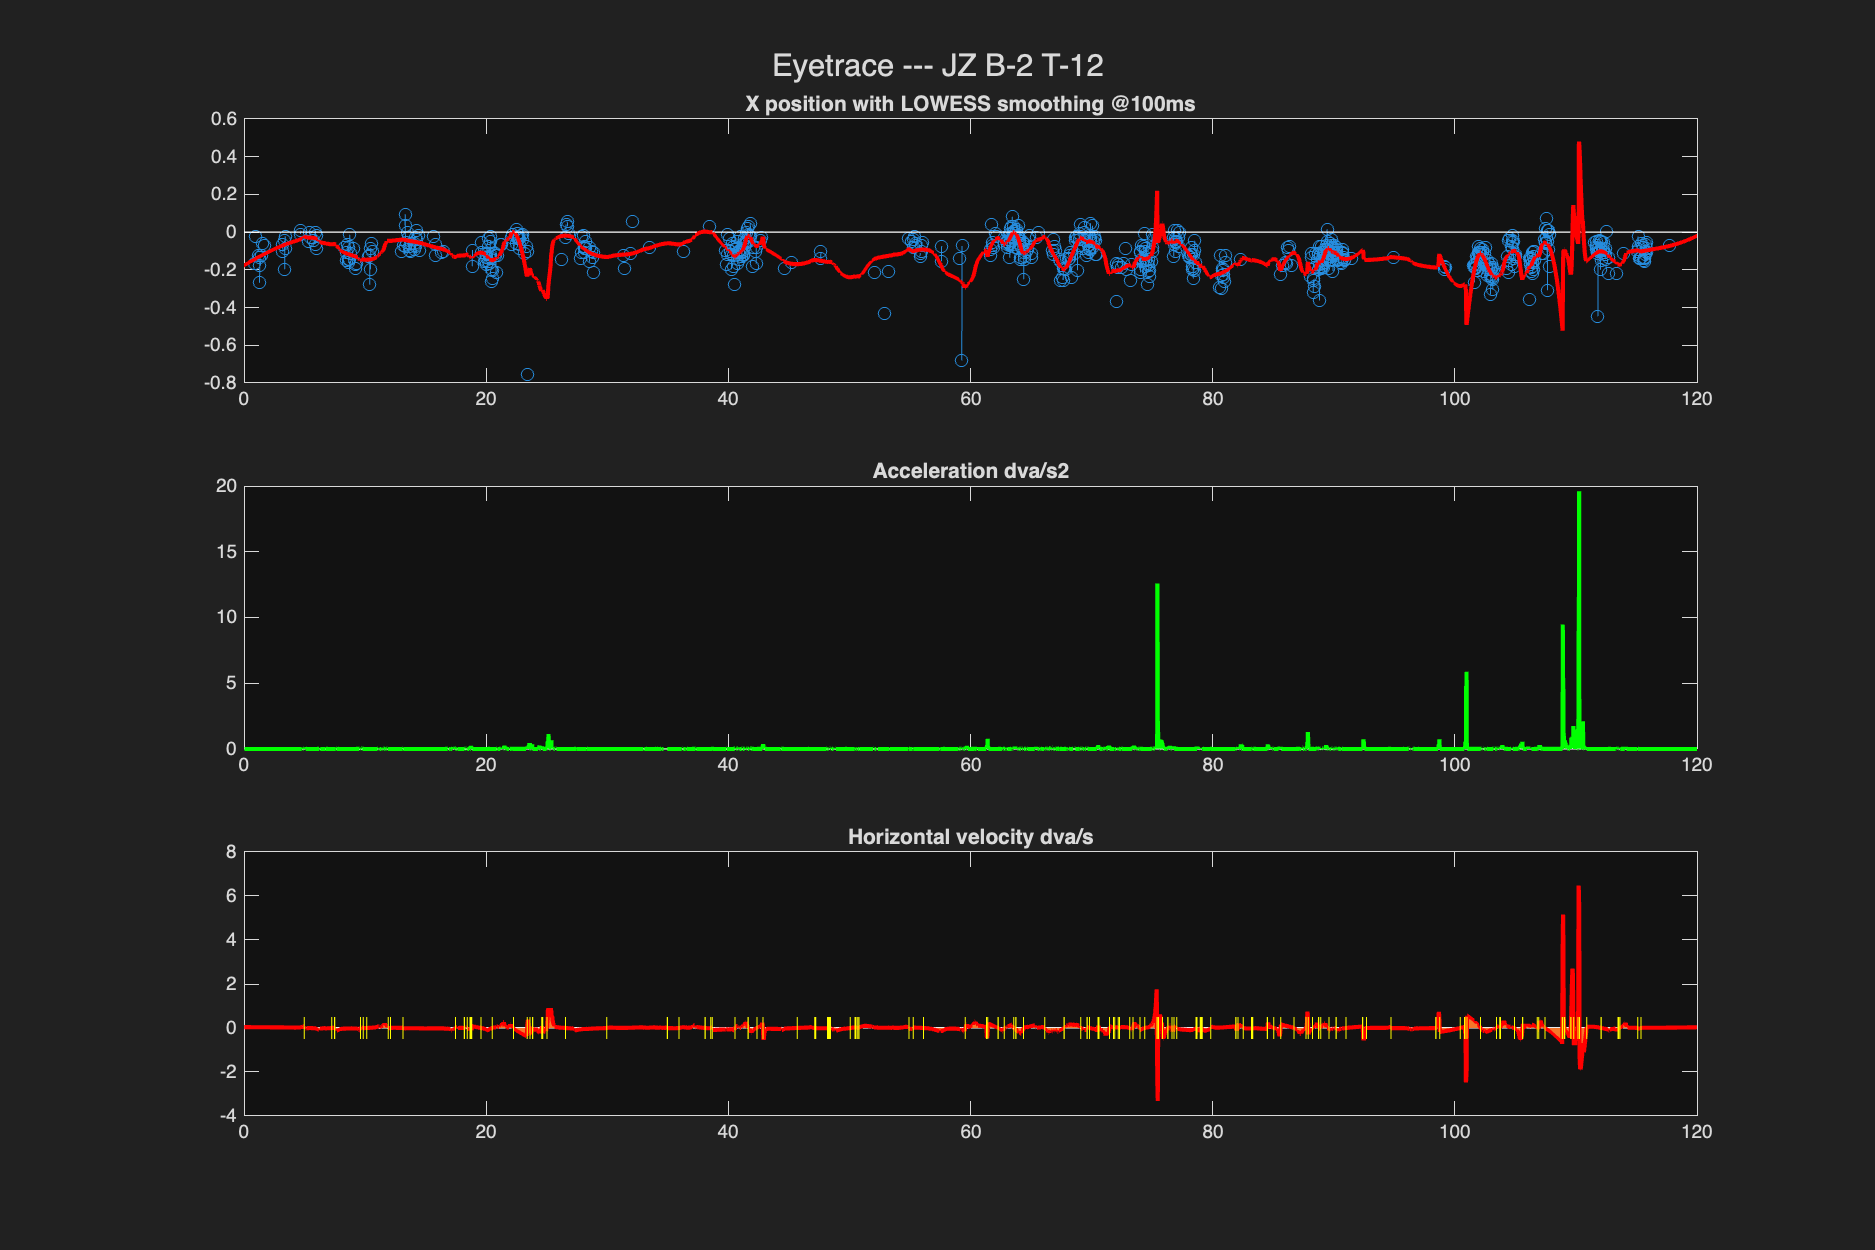 Eyetrace --- JZ B-2 T-12
X position with LOWESS smoothing @100ms
0.6
0.4
0.2
0
-0.2
-0.4
-0.6
-0.8
0 20 40 60 80 100 120
Acceleration dva/s2
20
15
10
5
0
0 20 40 60 80 100 120
Horizontal velocity dva/s
8
6
4
2
0
-2
-4
0 20 40 60 80 100 120